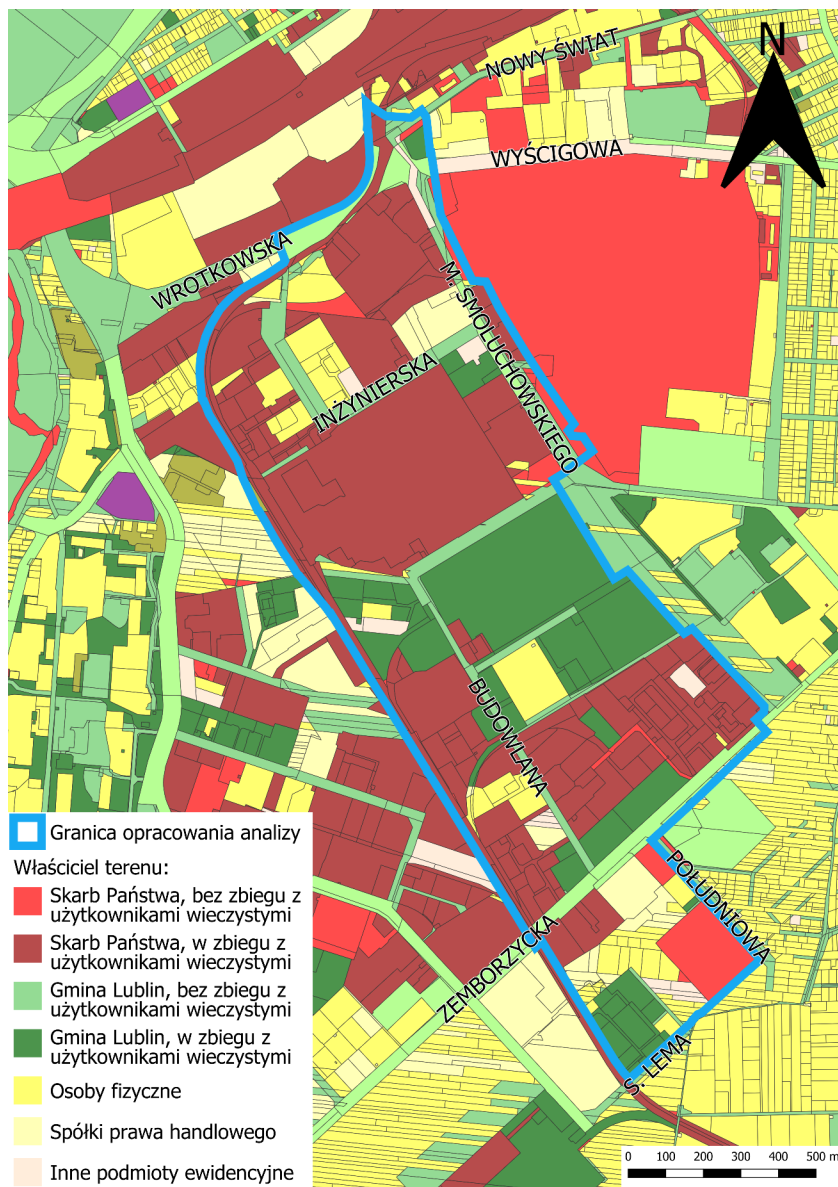 N
NOWY ŚWIAT
WYŚCIGOWA
WROTKOWSKA
M. SMOLUCHOWSKIEGO
INŻYNIERSKA
BUDOWLANA
POŁUDNIOWA
ZEMBORZYCKA
S. LEMA
Granica opracowania analizy
Właściciel terenu:
Skarb Państwa, bez zbiegu z
użytkownikami wieczystymi
Skarb Państwa, w zbiegu z
użytkownikami wieczystymi
Gmina Lublin, bez zbiegu z
użytkownikami wieczystymi
Gmina Lublin, w zbiegu z
użytkownikami wieczystymi
Osoby fizyczne
Spółki prawa handlowego
Inne podmioty ewidencyjne
0 100 200 300 400 500 m